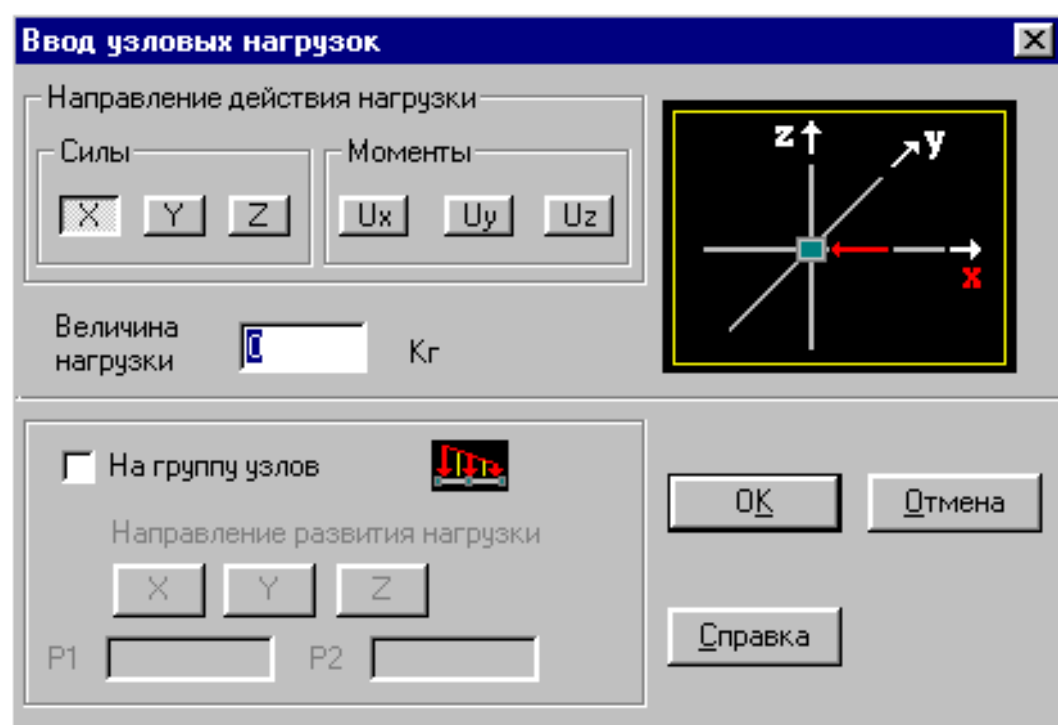 Ввод узловых нагрузок
Направление действия нагрузки
Силы
Моменты
X Y Z Ux Uy Uz
z y
x
Величина
нагрузки
0 Кг
На группу узлов
Направление развития нагрузки
X Y Z
P1 P2
OK Отмена
Справка